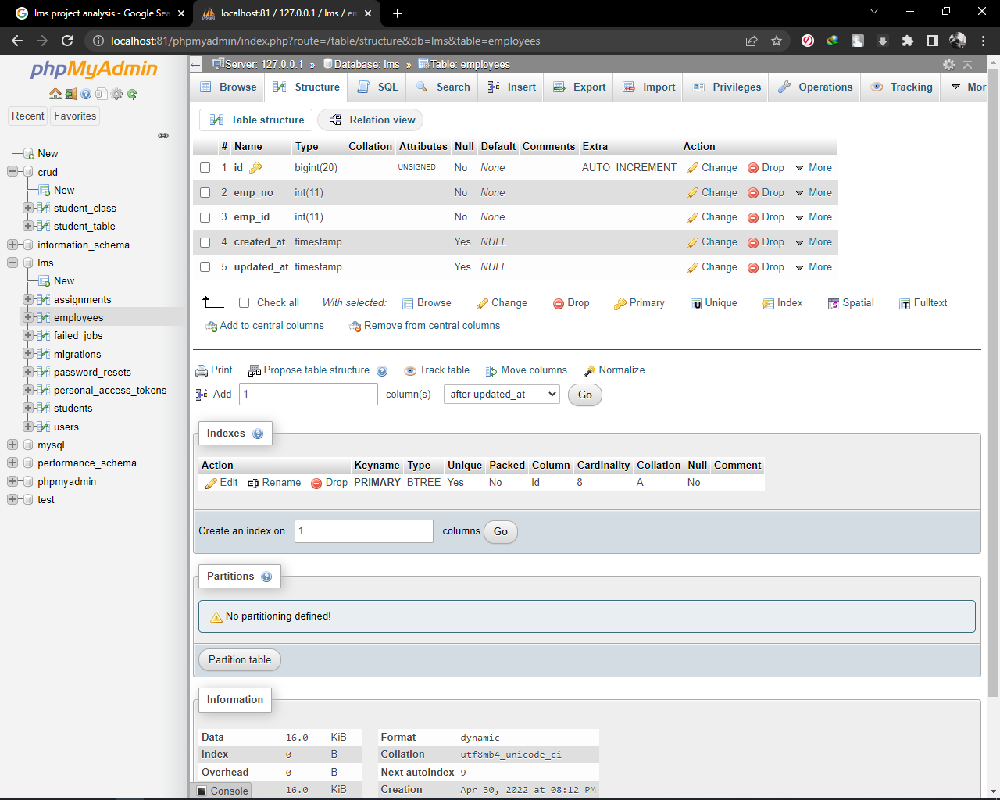 lms project analysis - Google Sea
localhost:81 / 127.0.0.1 / lms / em
localhost:81/phpmyadmin/index.php?route=/table/structure&db=lms&table=employees
phpMyAdmin
Recent Favorites
New
crud
New
student_class
student_table
information_schema
lms
New
assignments
employees
failed_jobs
migrations
password_resets
personal_access_tokens
students
users
mysql
performance_schema
phpmyadmin
test
Server: 127.0.0.1 » Database: lms » Table: employees
Browse Structure SQL Search Insert Export Import Privileges Operations Tracking Mor
Table structure Relation view
# Name Type Collation Attributes Null Default Comments Extra Action
1 id bigint(20) UNSIGNED No None AUTO_INCREMENT Change Drop More
2 emp_no int(11) No None Change Drop More
3 emp_id int(11) No None Change Drop More
4 created_at timestamp Yes NULL Change Drop More
5 updated_at timestamp Yes NULL Change Drop More
Check all With selected: Browse Change Drop Primary Unique Index Spatial Fulltext
Add to central columns Remove from central columns
Print Propose table structure Track table Move columns Normalize
Add 1 column(s) after updated_at Go
Indexes
Action Keyname Type Unique Packed Column Cardinality Collation Null Comment
Edit Rename Drop PRIMARY BTREE Yes No id 8 A No
Create an index on 1 columns Go
Partitions
No partitioning defined!
Partition table
Information
Data 16.0 KiB Format dynamic
Index 0 B Collation utf8mb4_unicode_ci
Overhead 0 B Next autoindex 9
Console 16.0 KiB Creation Apr 30, 2022 at 08:12 PM